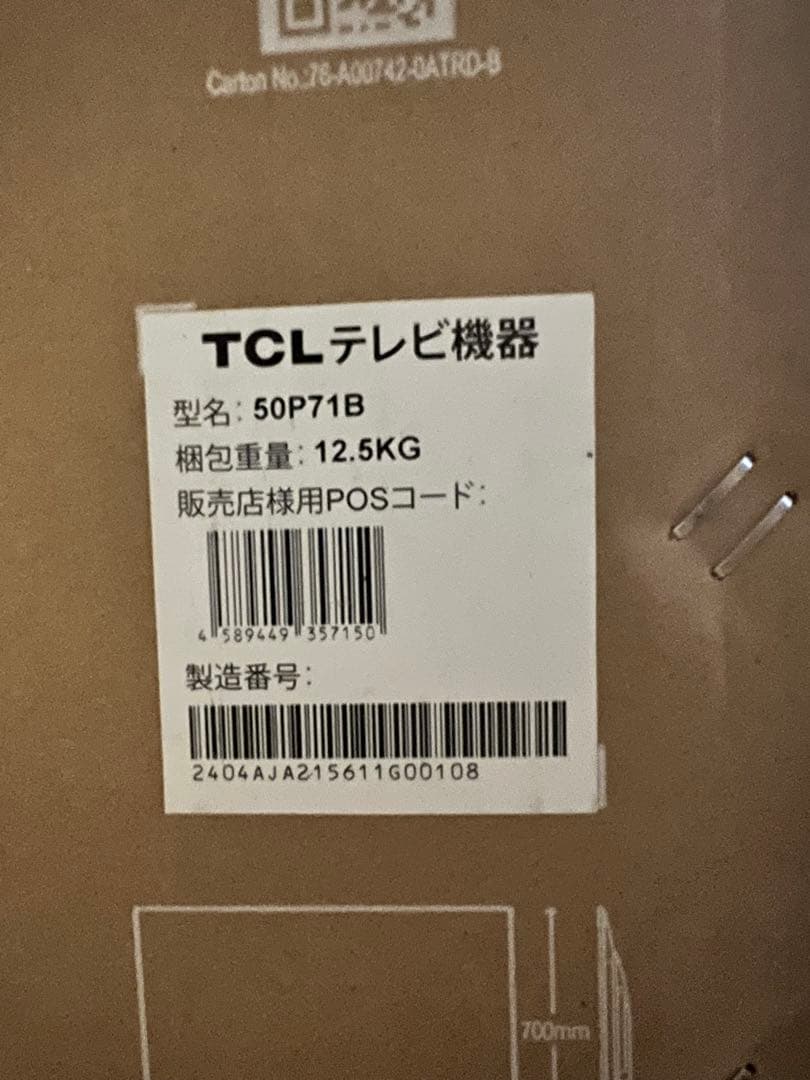 Carton No.:76-A00742-0ATRD-B
TCLテレビ機器
型名: 50P71B
梱包重量: 12.5KG
販売店様用POSコード:
4 589449 357150
製造番号:
2404AJA215611G00108
700mm